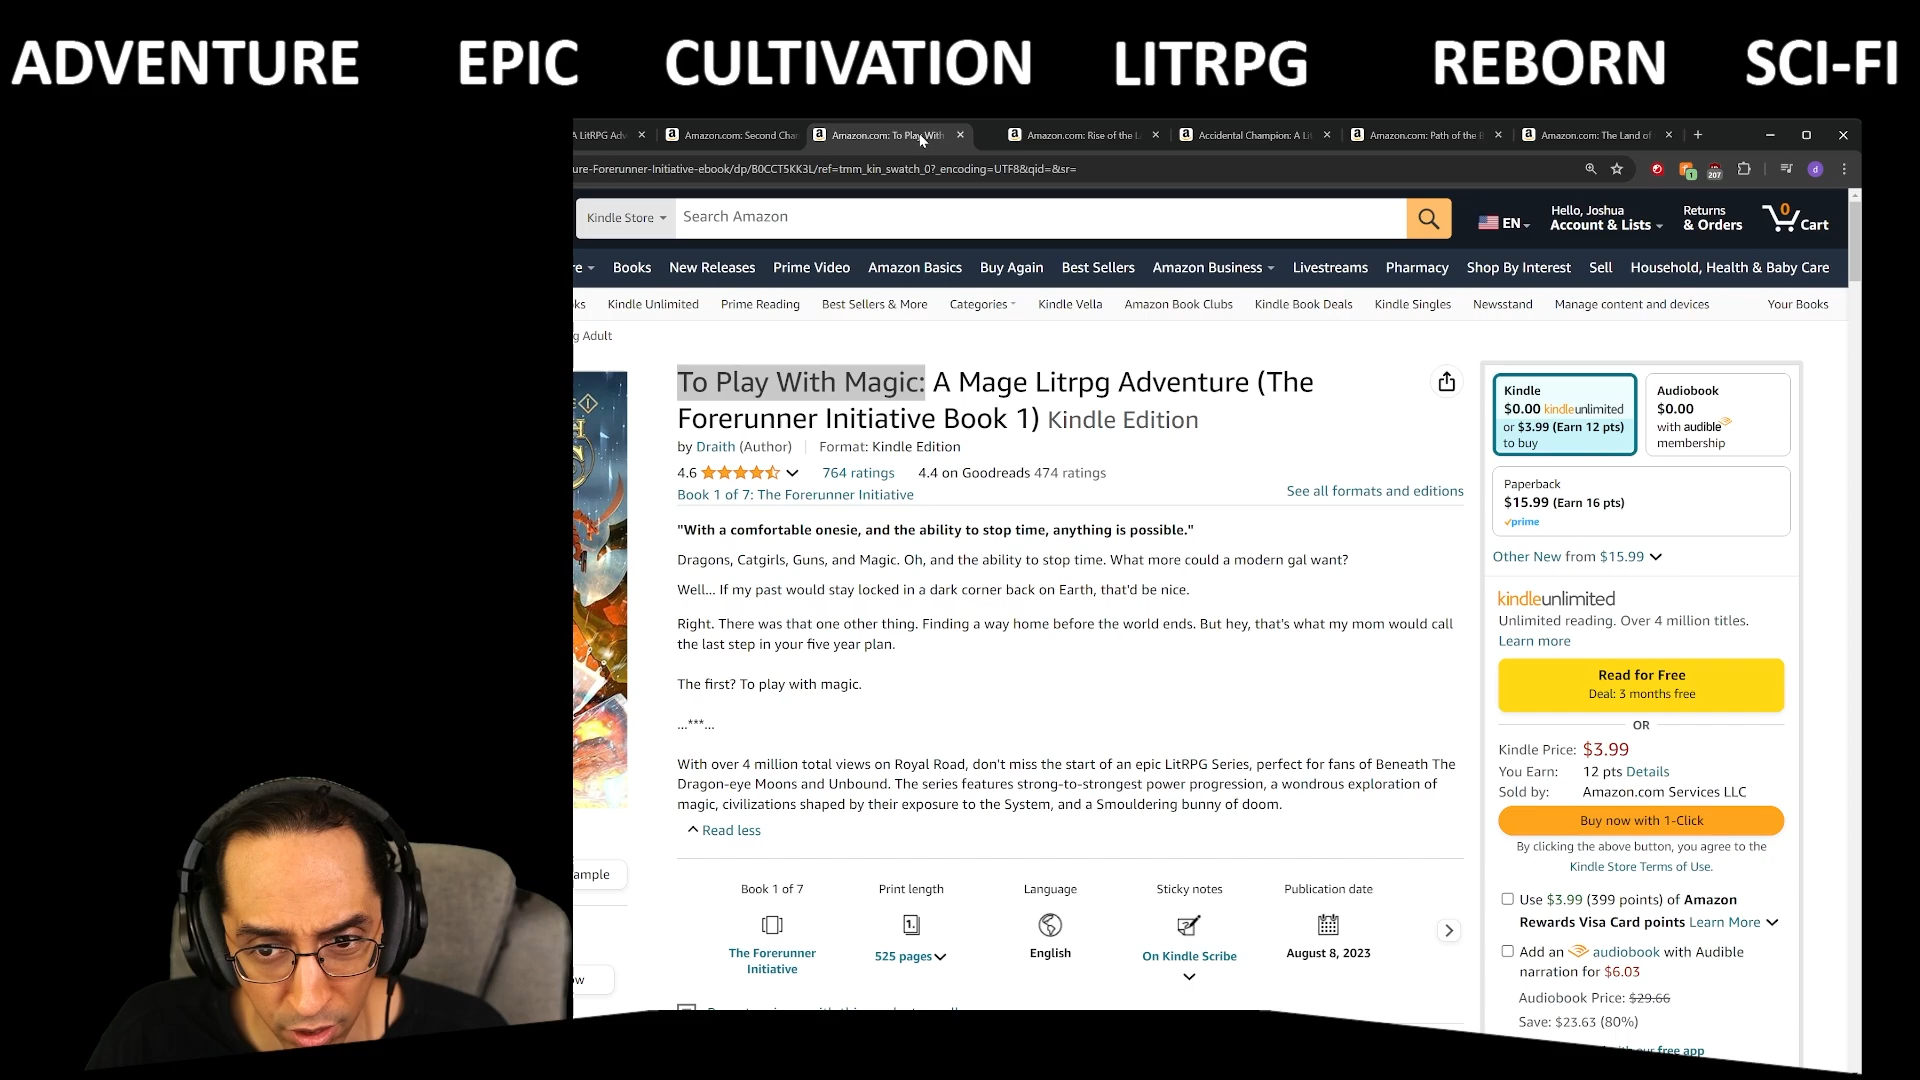 ADVENTURE EPIC CULTIVATION LITRPG REBORN SCI-FI
A LitRPG Adv
Amazon.com: Second Cha
Amazon.com: To Play With
Amazon.com: Rise of the L
Accidental Champion: A Li
Amazon.com: Path of the
Amazon.com: The Land of
ure-Forerunner-Initiative-ebook/dp/B0CCT5KK3L/ref=tmm_kin_swatch_0?_encoding=UTF8&qid=&sr=
1
207
d
Kindle Store
Search Amazon
EN
Hello, Joshua
Account & Lists
Returns
& Orders
0
Cart
re Books New Releases Prime Video Amazon Basics Buy Again Best Sellers Amazon Business Livestreams Pharmacy Shop By Interest Sell Household, Health & Baby Care
ks Kindle Unlimited Prime Reading Best Sellers & More Categories Kindle Vella Amazon Book Clubs Kindle Book Deals Kindle Singles Newsstand Manage content and devices Your Books
g Adult
To Play With Magic: A Mage Litrpg Adventure (The
Forerunner Initiative Book 1) Kindle Edition
by Draith (Author) Format: Kindle Edition
4.6 764 ratings 4.4 on Goodreads 474 ratings
Book 1 of 7: The Forerunner Initiative
See all formats and editions
"With a comfortable onesie, and the ability to stop time, anything is possible."
Dragons, Catgirls, Guns, and Magic. Oh, and the ability to stop time. What more could a modern gal want?
Well... If my past would stay locked in a dark corner back on Earth, that'd be nice.
Right. There was that one other thing. Finding a way home before the world ends. But hey, that's what my mom would call
the last step in your five year plan.
The first? To play with magic.
...***...
With over 4 million total views on Royal Road, don't miss the start of an epic LitRPG Series, perfect for fans of Beneath The
Dragon-eye Moons and Unbound. The series features strong-to-strongest power progression, a wondrous exploration of
magic, civilizations shaped by their exposure to the System, and a Smouldering bunny of doom.
Read less
ample
ow
Book 1 of 7
The Forerunner
Initiative
Print length
525 pages
Language
English
Sticky notes
On Kindle Scribe
Publication date
August 8, 2023
Kindle
$0.00 kindleunlimited
or $3.99 (Earn 12 pts)
to buy
Audiobook
$0.00
with audible
membership
Paperback
$15.99 (Earn 16 pts)
prime
Other New from $15.99
kindleunlimited
Unlimited reading. Over 4 million titles.
Learn more
Read for Free
Deal: 3 months free
OR
Kindle Price: $3.99
You Earn: 12 pts Details
Sold by: Amazon.com Services LLC
Buy now with 1-Click
By clicking the above button, you agree to the
Kindle Store Terms of Use.
Use $3.99 (399 points) of Amazon
Rewards Visa Card points Learn More
Add an audiobook with Audible
narration for $6.03
Audiobook Price: $29.66
Save: $23.63 (80%)
free app